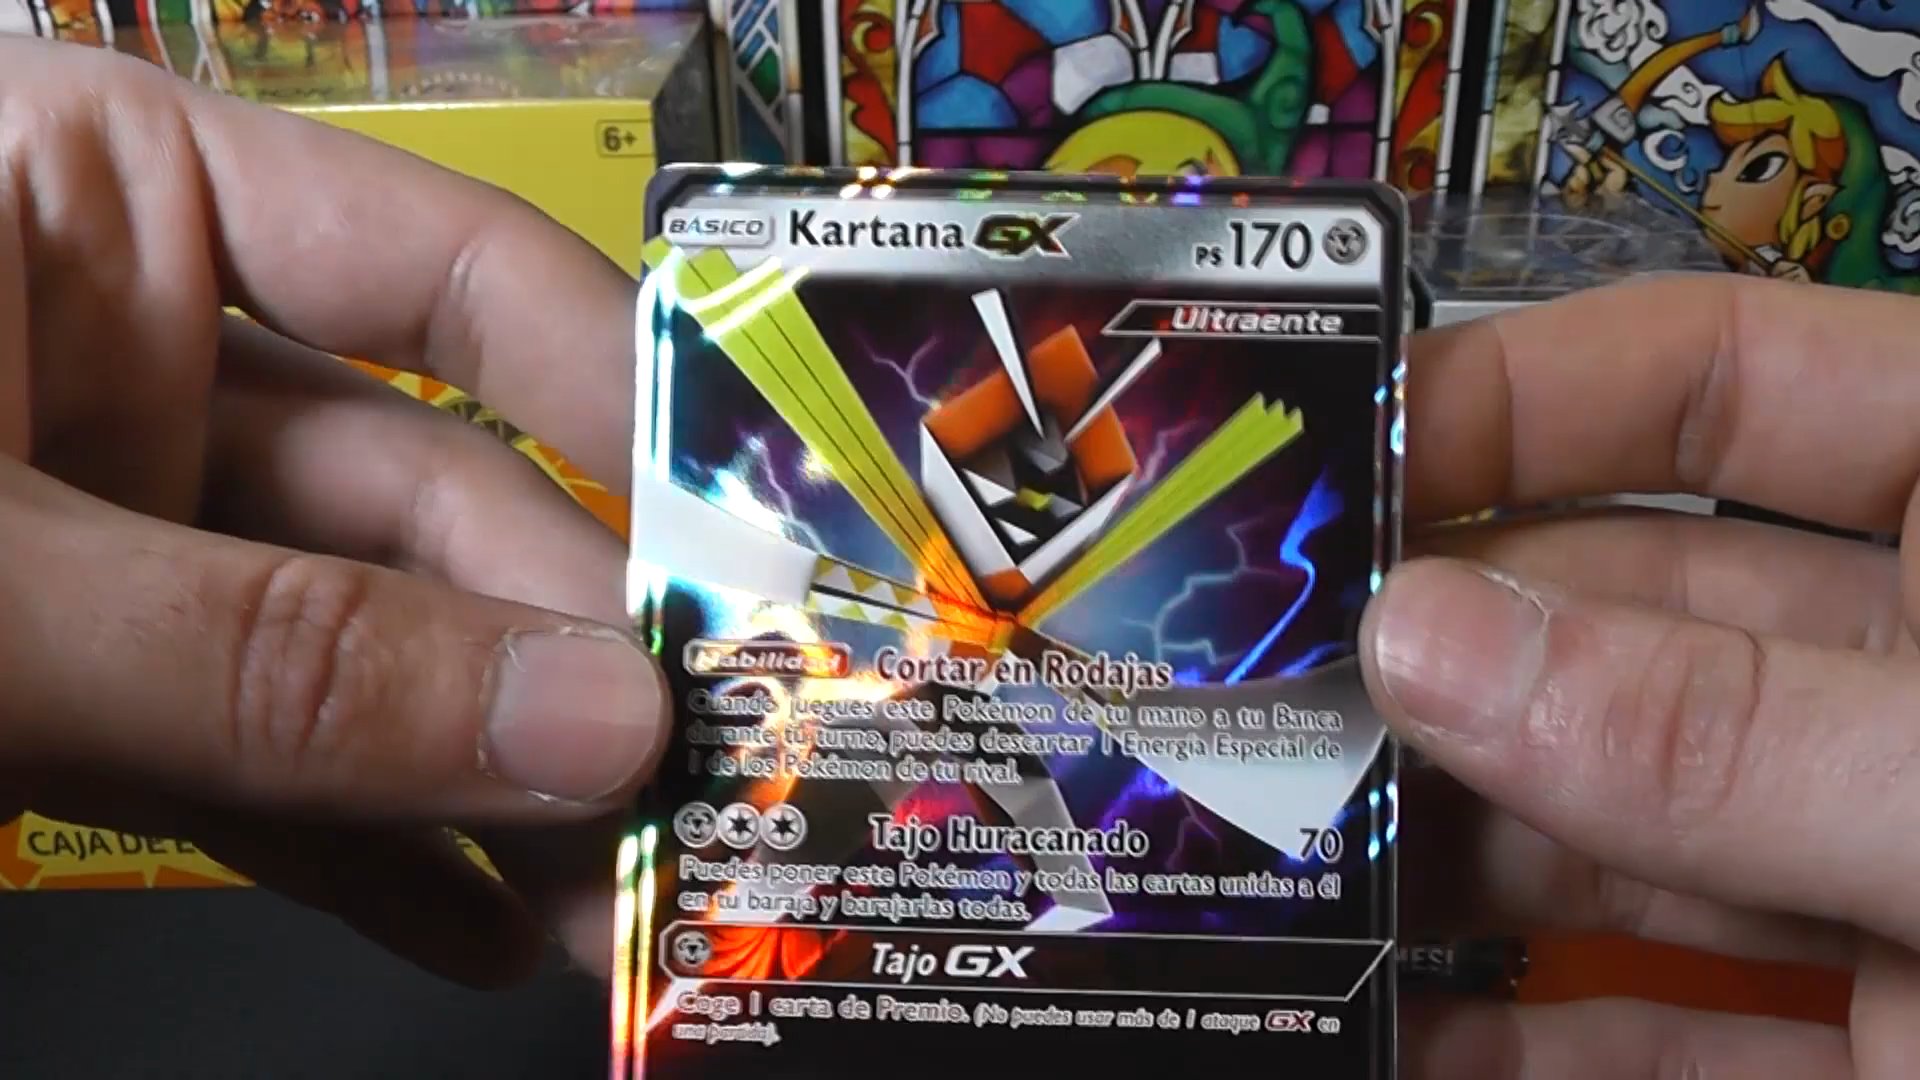 6+
BÁSICO Kartana GX PS 170
Ultraente
Habilidad Cortar en Rodajas
Cuando juegues este Pokémon de tu mano a tu Banca
durante tu turno, puedes descartar 1 Energía Especial de
1 de los Pokémon de tu rival.
Tajo Huracanado 70
Puedes poner este Pokémon y todas las cartas unidas a él
en tu baraja y barajarlas todas.
Tajo GX
Coge 1 carta de Premio. (No puedes usar más de 1 ataque GX en
una partida).
CAJA DE